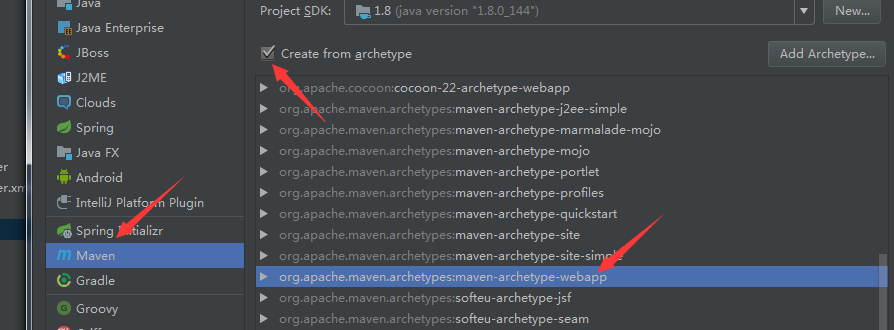 Java
Java Enterprise
JBoss
J2ME
Clouds
Spring
Java FX
Android
IntelliJ Platform Plugin
Spring Initializr
Maven
Gradle
Groovy
er
er.xm
Project SDK: 1.8 (java version "1.8.0_144") New...
Create from archetype Add Archetype...
org.apache.cocoon:cocoon-22-archetype-webapp
org.apache.maven.archetypes:maven-archetype-j2ee-simple
org.apache.maven.archetypes:maven-archetype-marmalade-mojo
org.apache.maven.archetypes:maven-archetype-mojo
org.apache.maven.archetypes:maven-archetype-portlet
org.apache.maven.archetypes:maven-archetype-profiles
org.apache.maven.archetypes:maven-archetype-quickstart
org.apache.maven.archetypes:maven-archetype-site
org.apache.maven.archetypes:maven-archetype-site-simple
org.apache.maven.archetypes:maven-archetype-webapp
org.apache.maven.archetypes:softeu-archetype-jsf
org.apache.maven.archetypes:softeu-archetype-seam